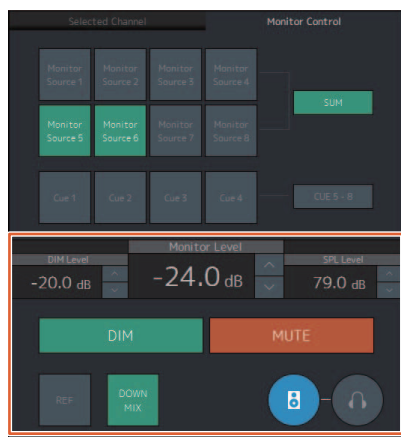 Selected Channel
Monitor Control
Monitor Source 1
Monitor Source 2
Monitor Source 3
Monitor Source 4
SUM
Monitor Source 5
Monitor Source 6
Monitor Source 7
Monitor Source 8
Cue 1
Cue 2
Cue 3
Cue 4
CUE 5 - 8
Monitor Level
DIM Level
SPL Level
-20.0 dB
-24.0 dB
79.0 dB
DIM
MUTE
REF
DOWN
MIX